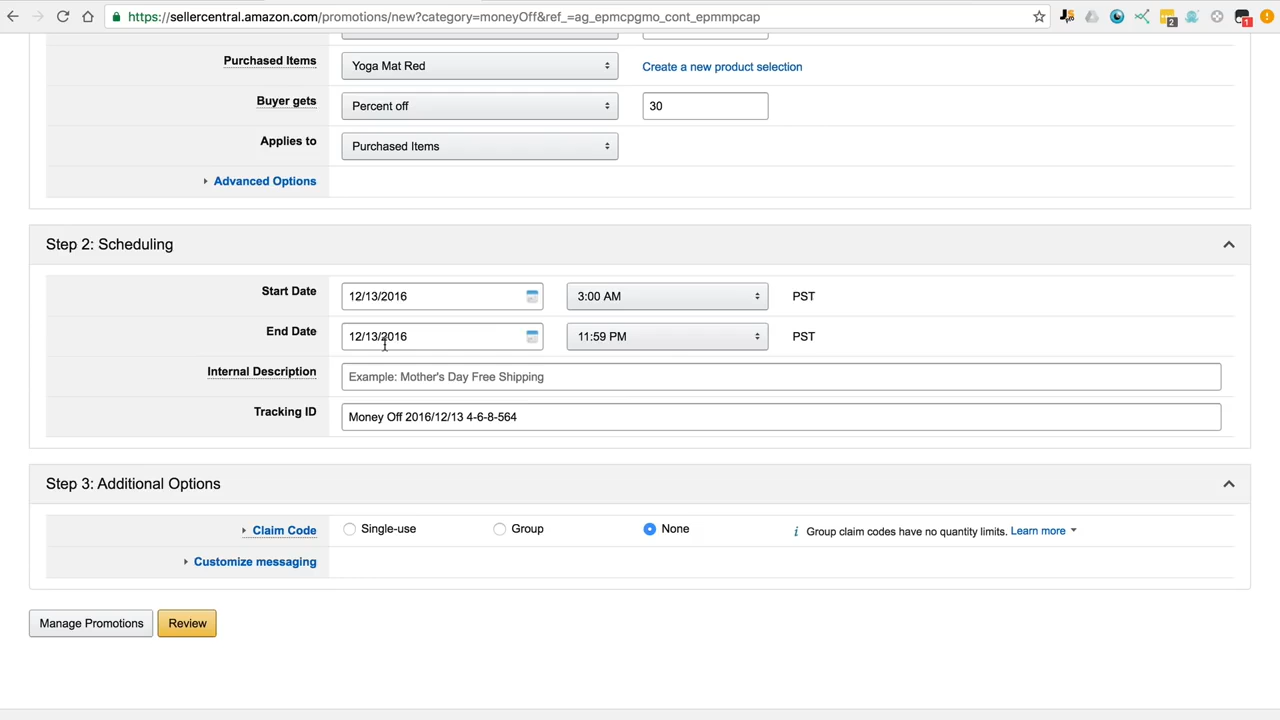 https://sellercentral.amazon.com/promotions/new?category=moneyOff&ref_=ag_epmcpgmo_cont_epmmpcap
2
1
Purchased Items Yoga Mat Red Create a new product selection
Buyer gets Percent off 30
Applies to Purchased Items
Advanced Options
Step 2: Scheduling
Start Date 12/13/2016 3:00 AM PST
End Date 12/13/2016 11:59 PM PST
Internal Description Example: Mother's Day Free Shipping
Tracking ID Money Off 2016/12/13 4-6-8-564
Step 3: Additional Options
Claim Code Single-use Group None i Group claim codes have no quantity limits. Learn more
Customize messaging
Manage Promotions Review